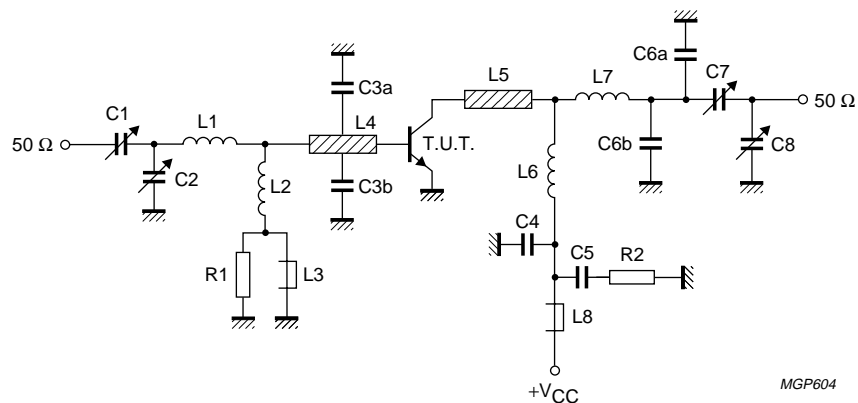 C6a
C3a
L5
L7
C7
50 Ω
C1
L1
L4
T.U.T.
50 Ω
C2
L2
C3b
L6
C6b
C8
C4
C5
R2
R1
L3
L8
+VCC
MGP604